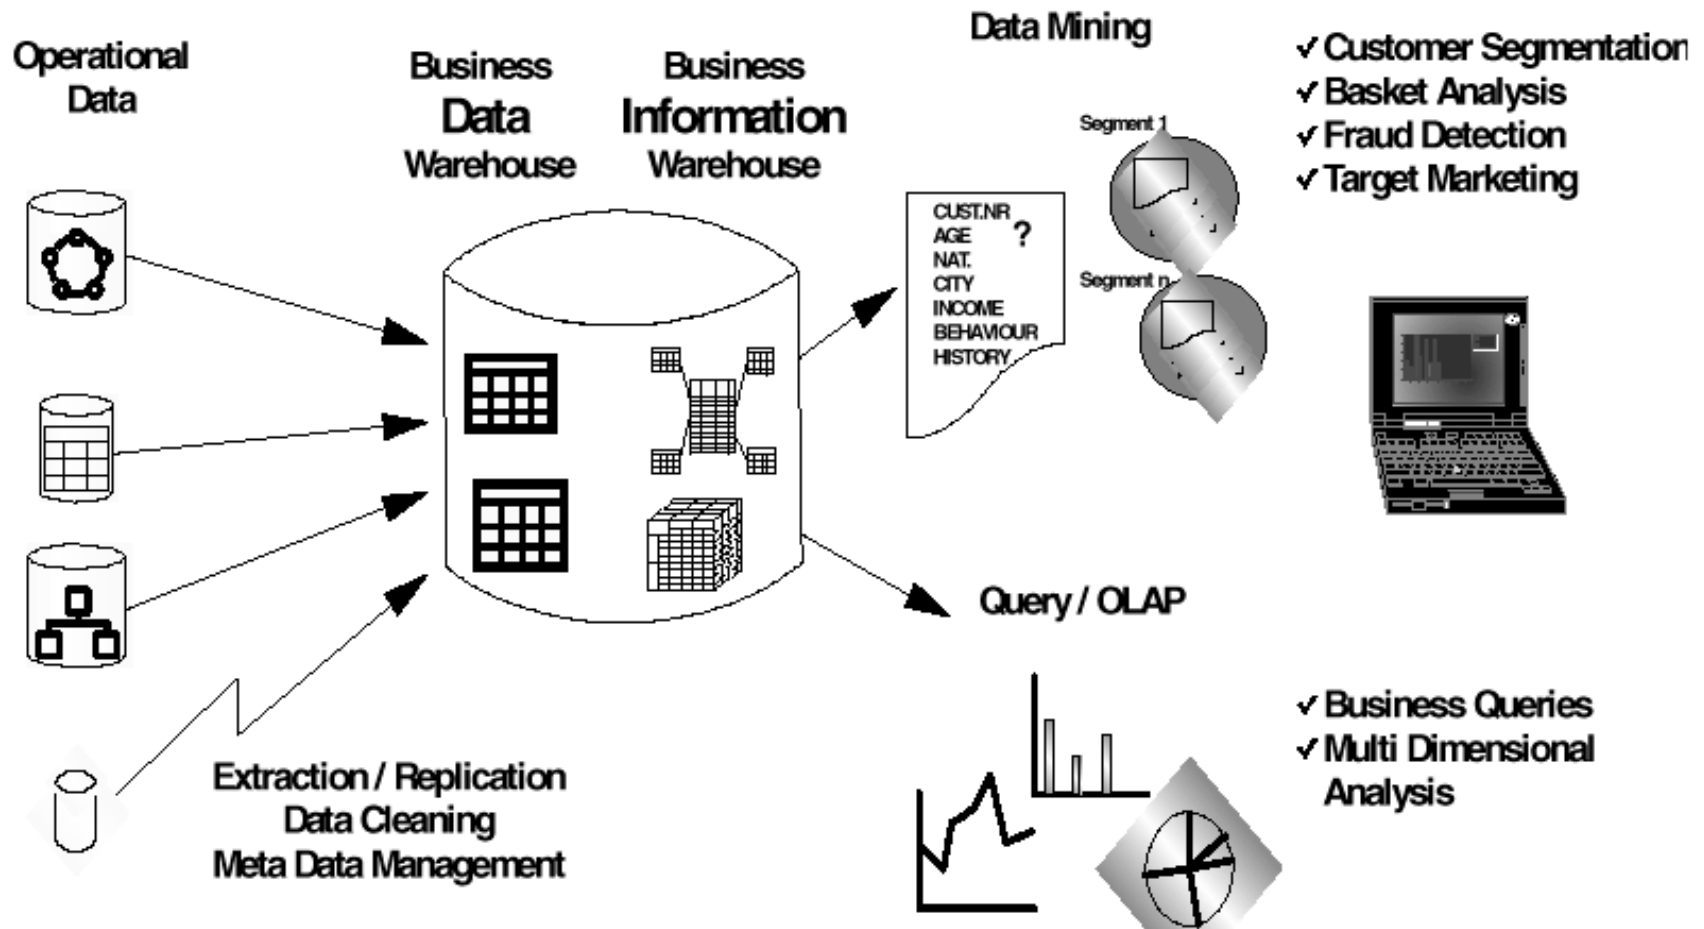 Operational
Data
Business
Data
Warehouse
Business
Information
Warehouse
Data Mining
✓ Customer Segmentation
✓ Basket Analysis
✓ Fraud Detection
✓ Target Marketing
Segment 1
Segment n
CUST.NR
AGE ?
NAT.
CITY
INCOME
BEHAVIOUR
HISTORY
Query / OLAP
✓ Business Queries
✓ Multi Dimensional
Analysis
Extraction / Replication
Data Cleaning
Meta Data Management